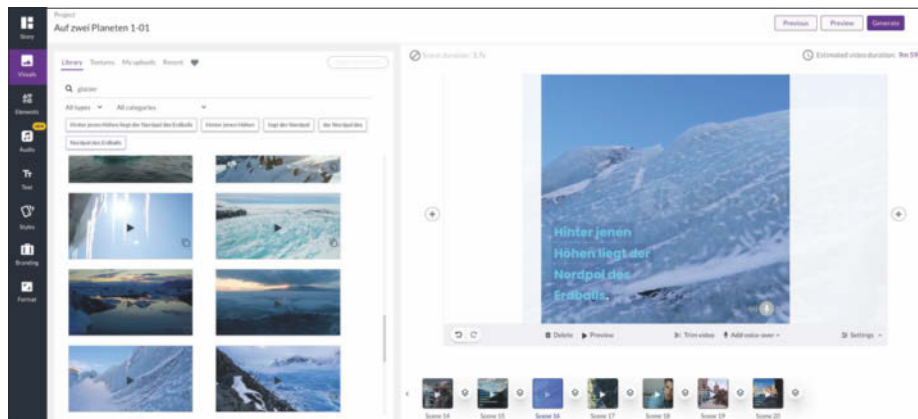 Project
Auf zwei Planeten 1-01
Previous
Preview
Generate
Story
Visuals
Elements
Audio
Text
Styles
Branding
Format
Library Textures My uploads Recent
glacier
All types All categories
Hinter jenen Höhen liegt der Nordpol des Erdballs
Hinter jenen Höhen
liegt der Nordpol
der Nordpol des
Nordpol des Erdballs
Scene duration: 3.7s
Estimated video duration: 9m 59
Hinter jenen
Höhen liegt der
Nordpol des
Erdballs.
Delete Preview Trim video Add voice-over Settings
Scene 14 Scene 15 Scene 16 Scene 17 Scene 18 Scene 19 Scene 20